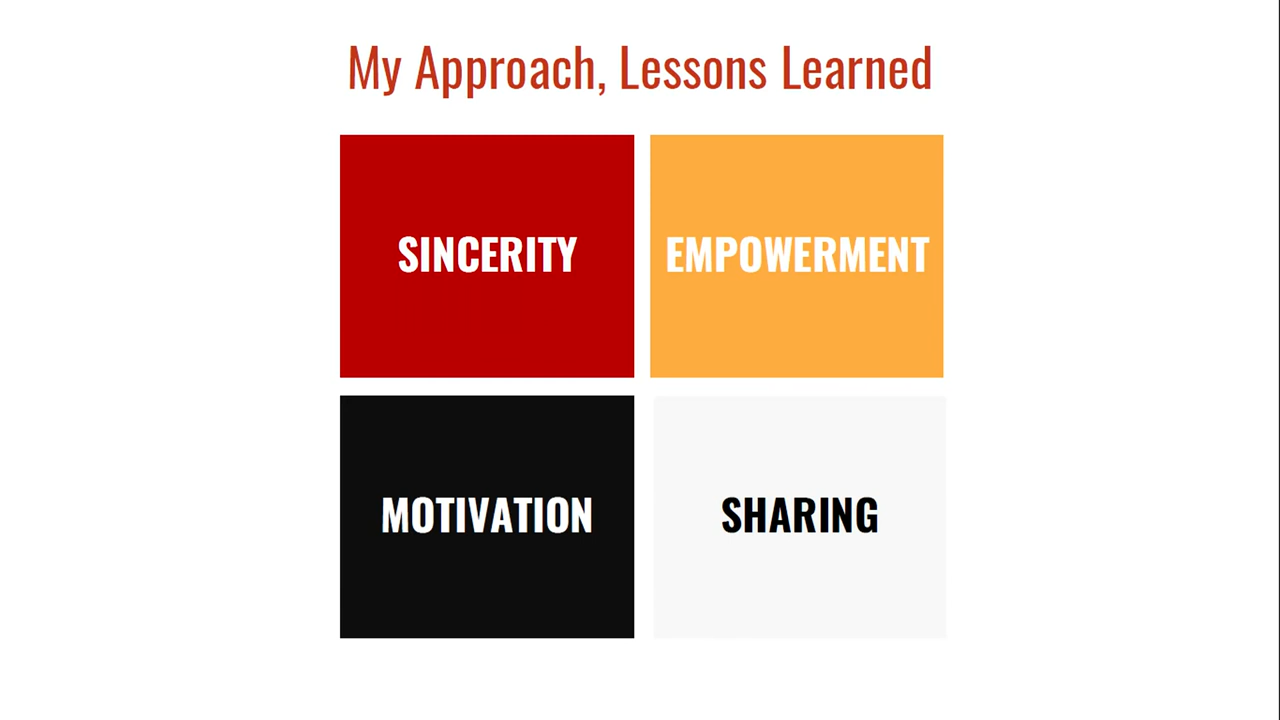 My Approach, Lessons Learned
SINCERITY
EMPOWERMENT
MOTIVATION
SHARING